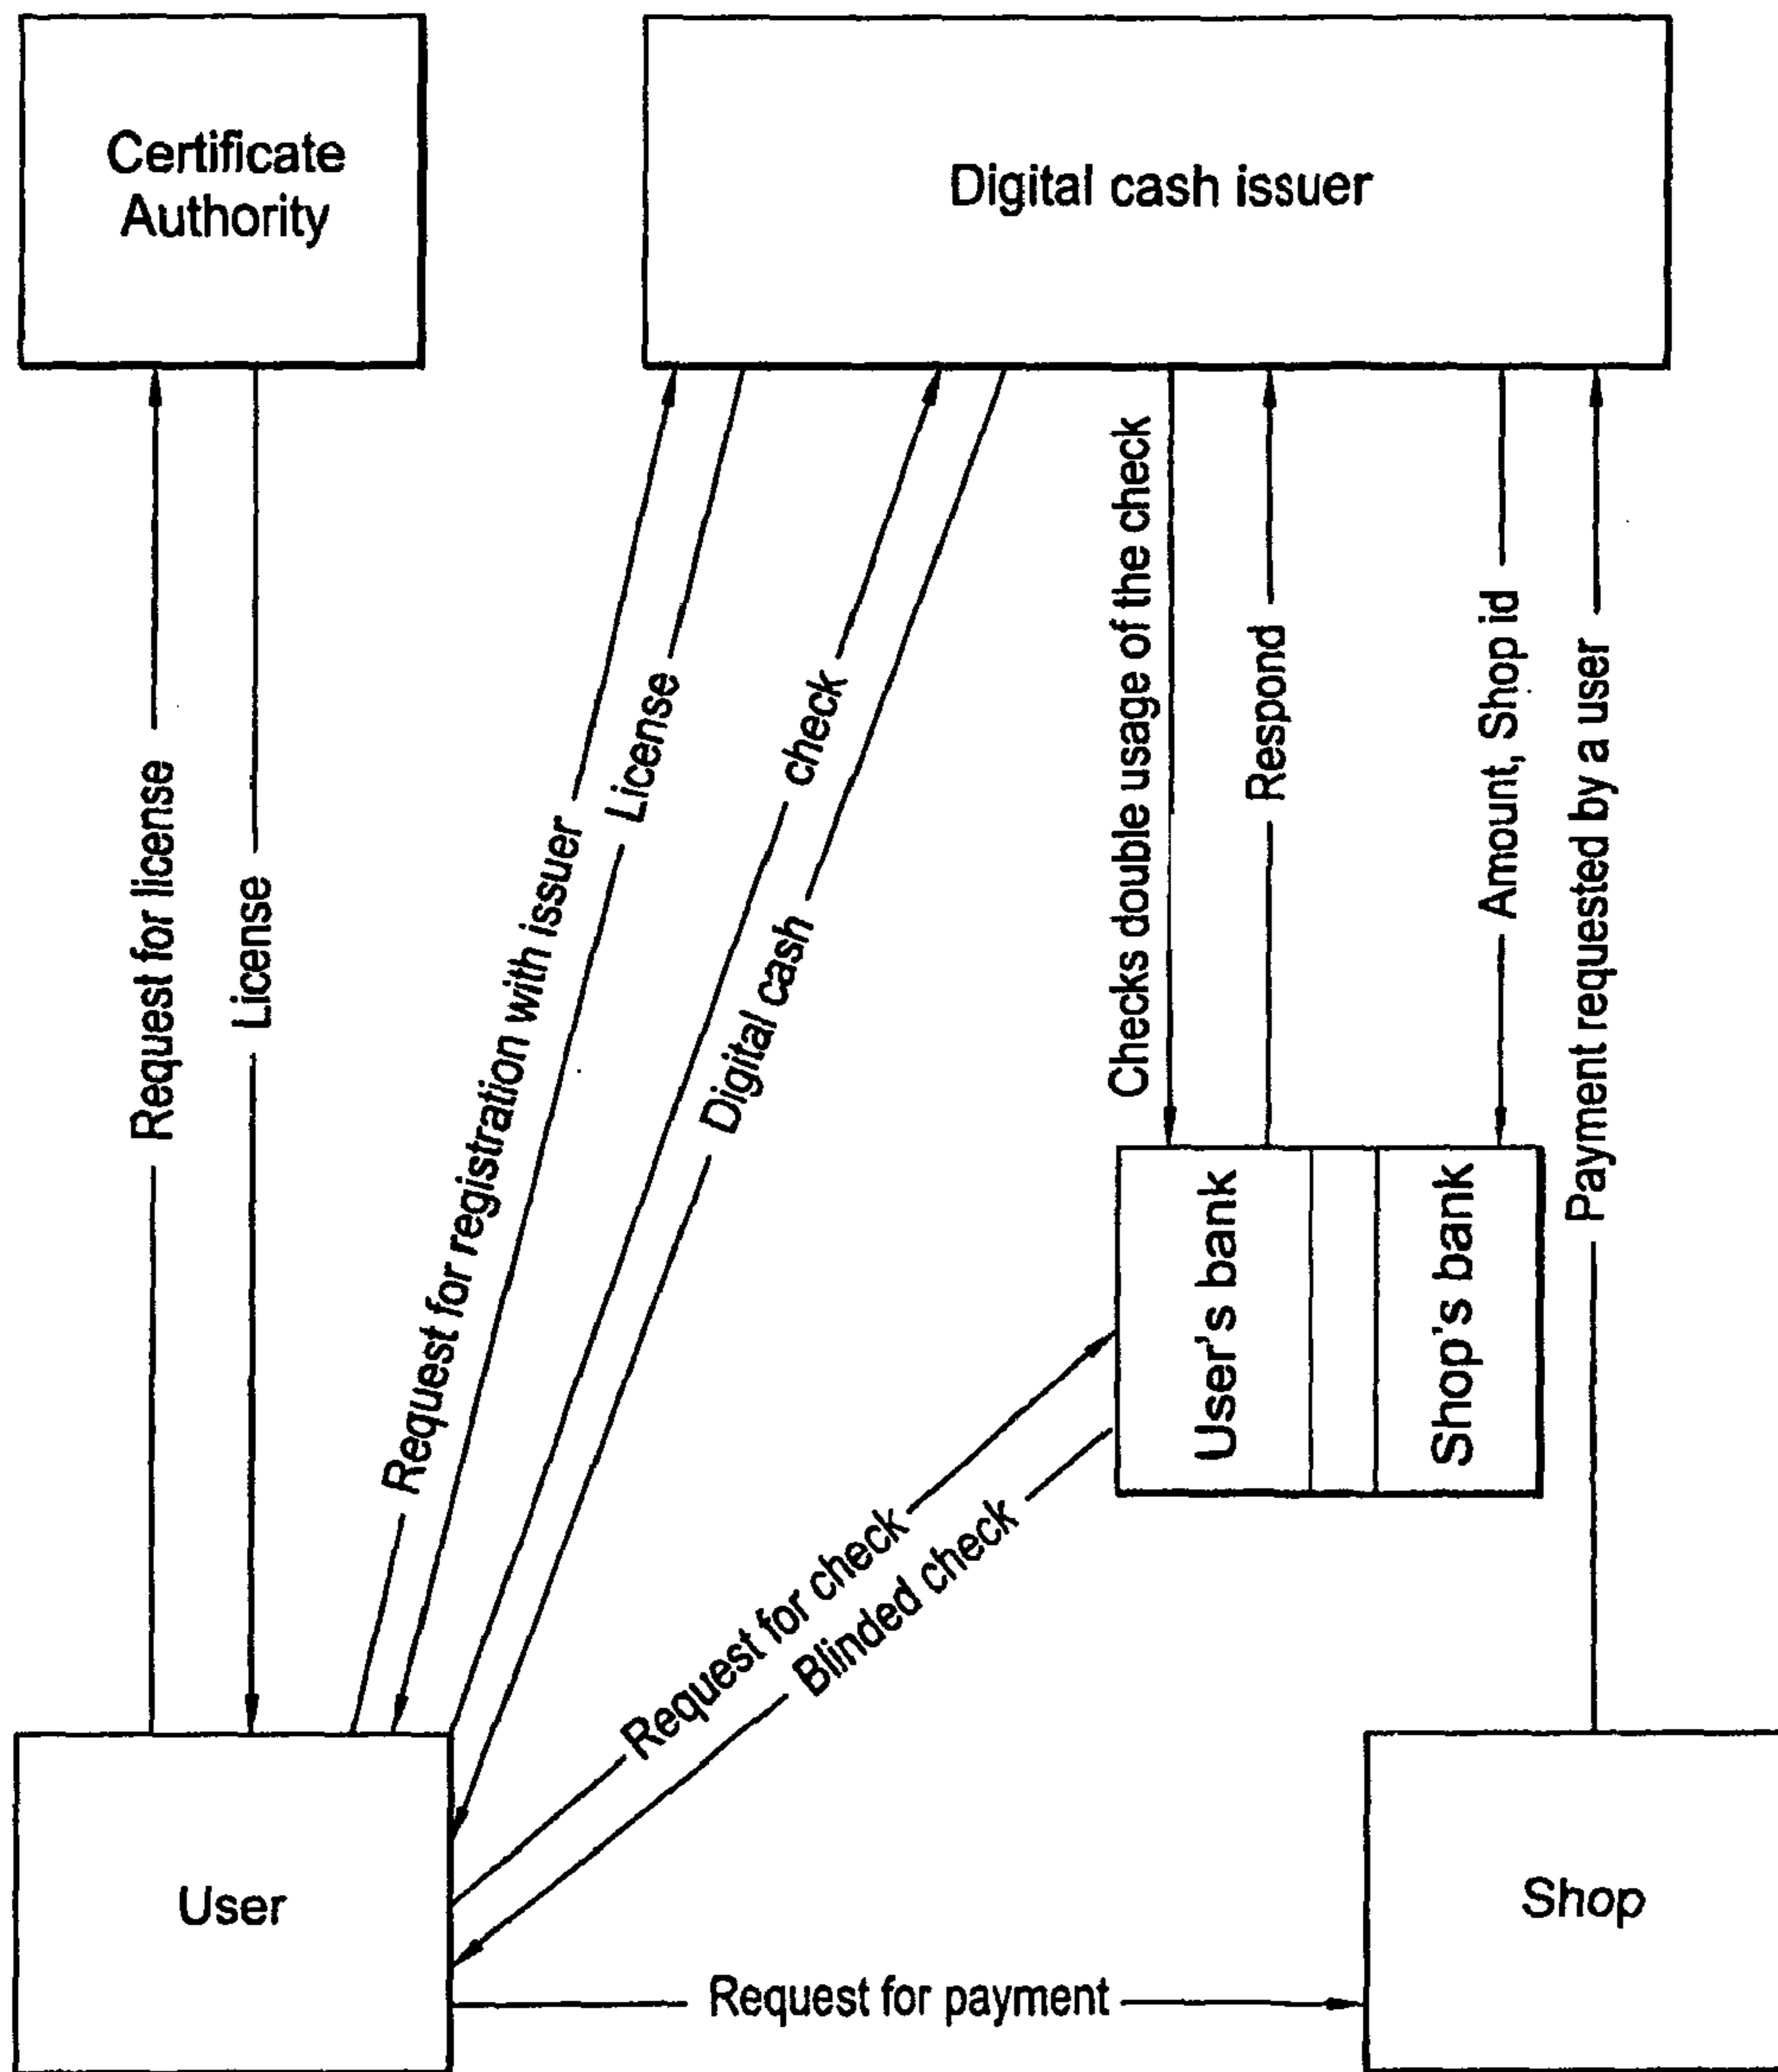 Certificate
Authority
Digital cash issuer
Request for license
License
Request for registration with issuer
License
check
Digital cash
Checks double usage of the check
Respond
Amount, Shop id
Payment requested by a user
User's bank
Shop's bank
Request for check
Blinded check
User
Request for payment
Shop